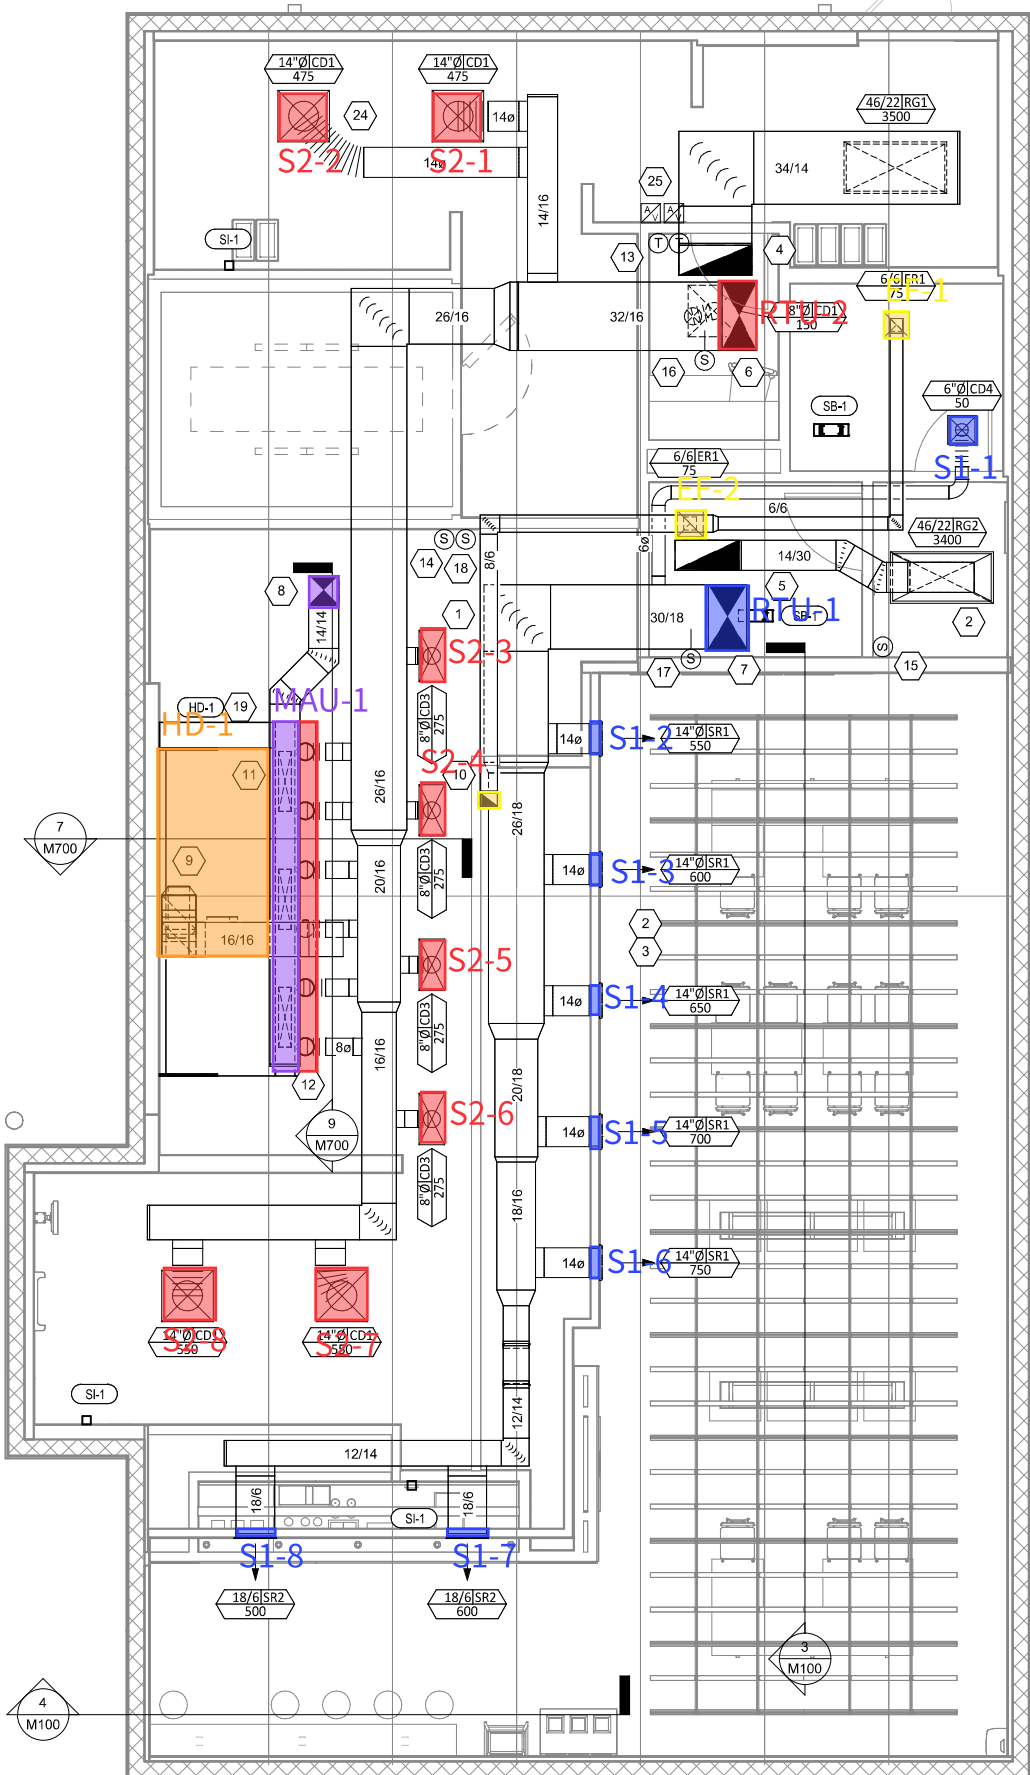 14"Ø CD1
475
14"Ø CD1
475
46/22 RG1
3500
24
14ø
S2-2
14ø
S2-1
34/14
25
A
V
A
V
14/16
SI-1
T
T
13
4
6/6 ER1
75
EF-1
26/16
32/16
RTU-2
8"Ø CD1
150
S
16
6
6"Ø CD4
50
SB-1
S1-1
6/6 ER1
75
EF-2
6/6
46/22 RG2
3400
S
S
14
18
8/6
6ø
14/30
8
5
1
14/14
30/18
RTU-1
SB-1
2
S2-3
S
S
17
7
15
HD-1
19
MAU-1
HD-1
8"Ø CD3
275
14ø
S1-2
14"Ø SR1
550
S2-4
11
10
26/16
26/18
7
M700
9
20/16
8"Ø CD3
275
14ø
S1-3
14"Ø SR1
600
2
16/16
3
S2-5
14ø
S1-4
14"Ø SR1
650
8"Ø CD3
275
16/16
8ø
20/18
12
S2-6
9
M700
14ø
S1-5
14"Ø SR1
700
8"Ø CD3
275
18/16
14ø
S1-6
14"Ø SR1
750
14"Ø CD1
550
S2-8
14"Ø CD1
550
S2-7
SI-1
12/14
12/14
18/6
18/6
SI-1
S1-8
S1-7
18/6 SR2
500
18/6 SR2
600
3
M100
4
M100